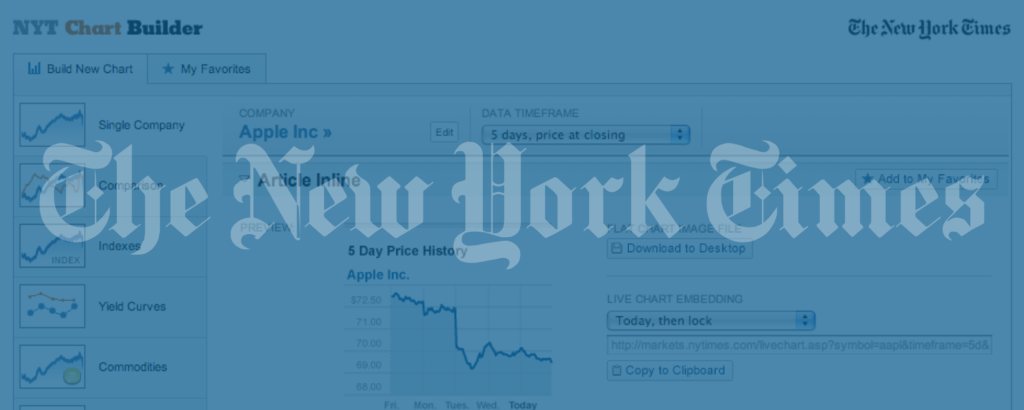 NYT Chart Builder
The New York Times
Build New Chart
My Favorites
Single Company
Comparison
Indexes
INDEX
Yield Curves
Commodities
COMPANY
Apple Inc »
Edit
DATA TIMEFRAME
5 days, price at closing
Article Inline
Add to My Favorites
The New York Times
PREVIEW
5 Day Price History
Apple Inc.
$72.50
71.00
70.00
69.00
68.00
Fri. Mon. Tues. Wed. Today
FLAT CHART IMAGE FILE
Download to Desktop
LIVE CHART EMBEDDING
Today, then lock
http://markets.nytimes.com/livechart.asp?symbol=aapl&timeframe=5d&
Copy to Clipboard